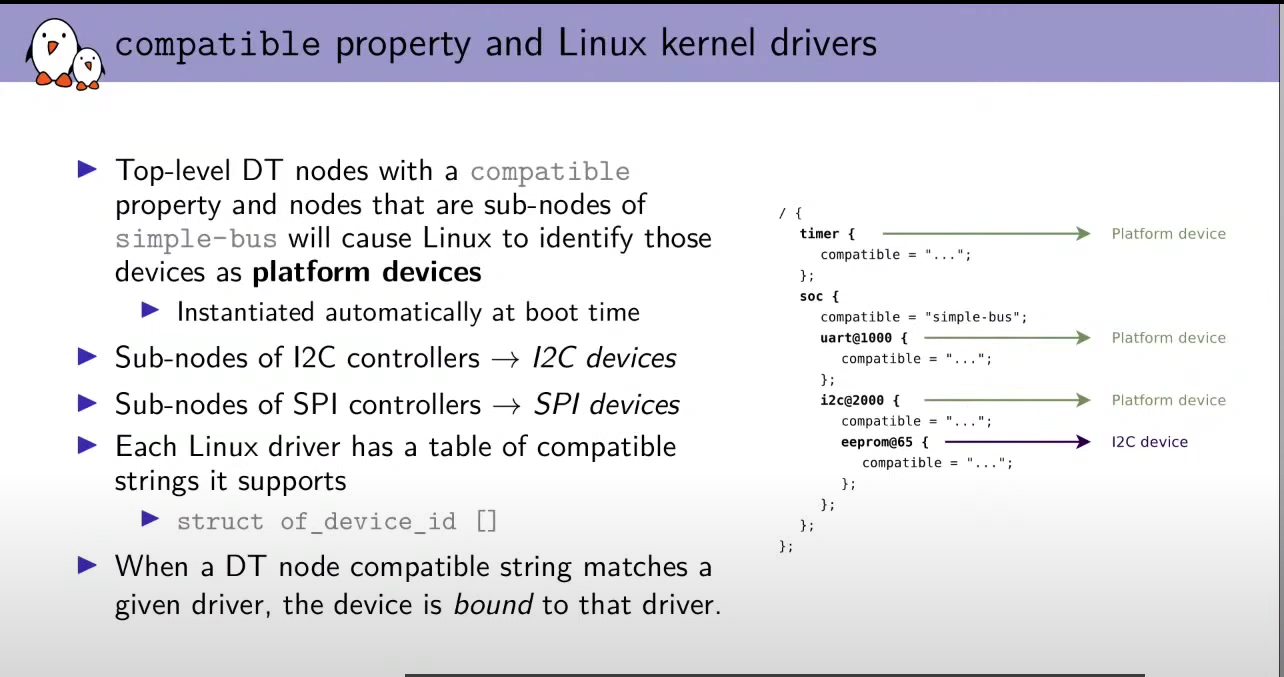 compatible property and Linux kernel drivers
Top-level DT nodes with a compatible
property and nodes that are sub-nodes of
simple-bus will cause Linux to identify those
devices as platform devices
Instantiated automatically at boot time
Sub-nodes of I2C controllers → I2C devices
Sub-nodes of SPI controllers → SPI devices
Each Linux driver has a table of compatible
strings it supports
struct of_device_id []
When a DT node compatible string matches a
given driver, the device is bound to that driver.
/ {
timer { Platform device
compatible = "...";
};
soc {
compatible = "simple-bus";
uart@1000 { Platform device
compatible = "...";
};
i2c@2000 { Platform device
compatible = "...";
eeprom@65 { I2C device
compatible = "...";
};
};
};
};